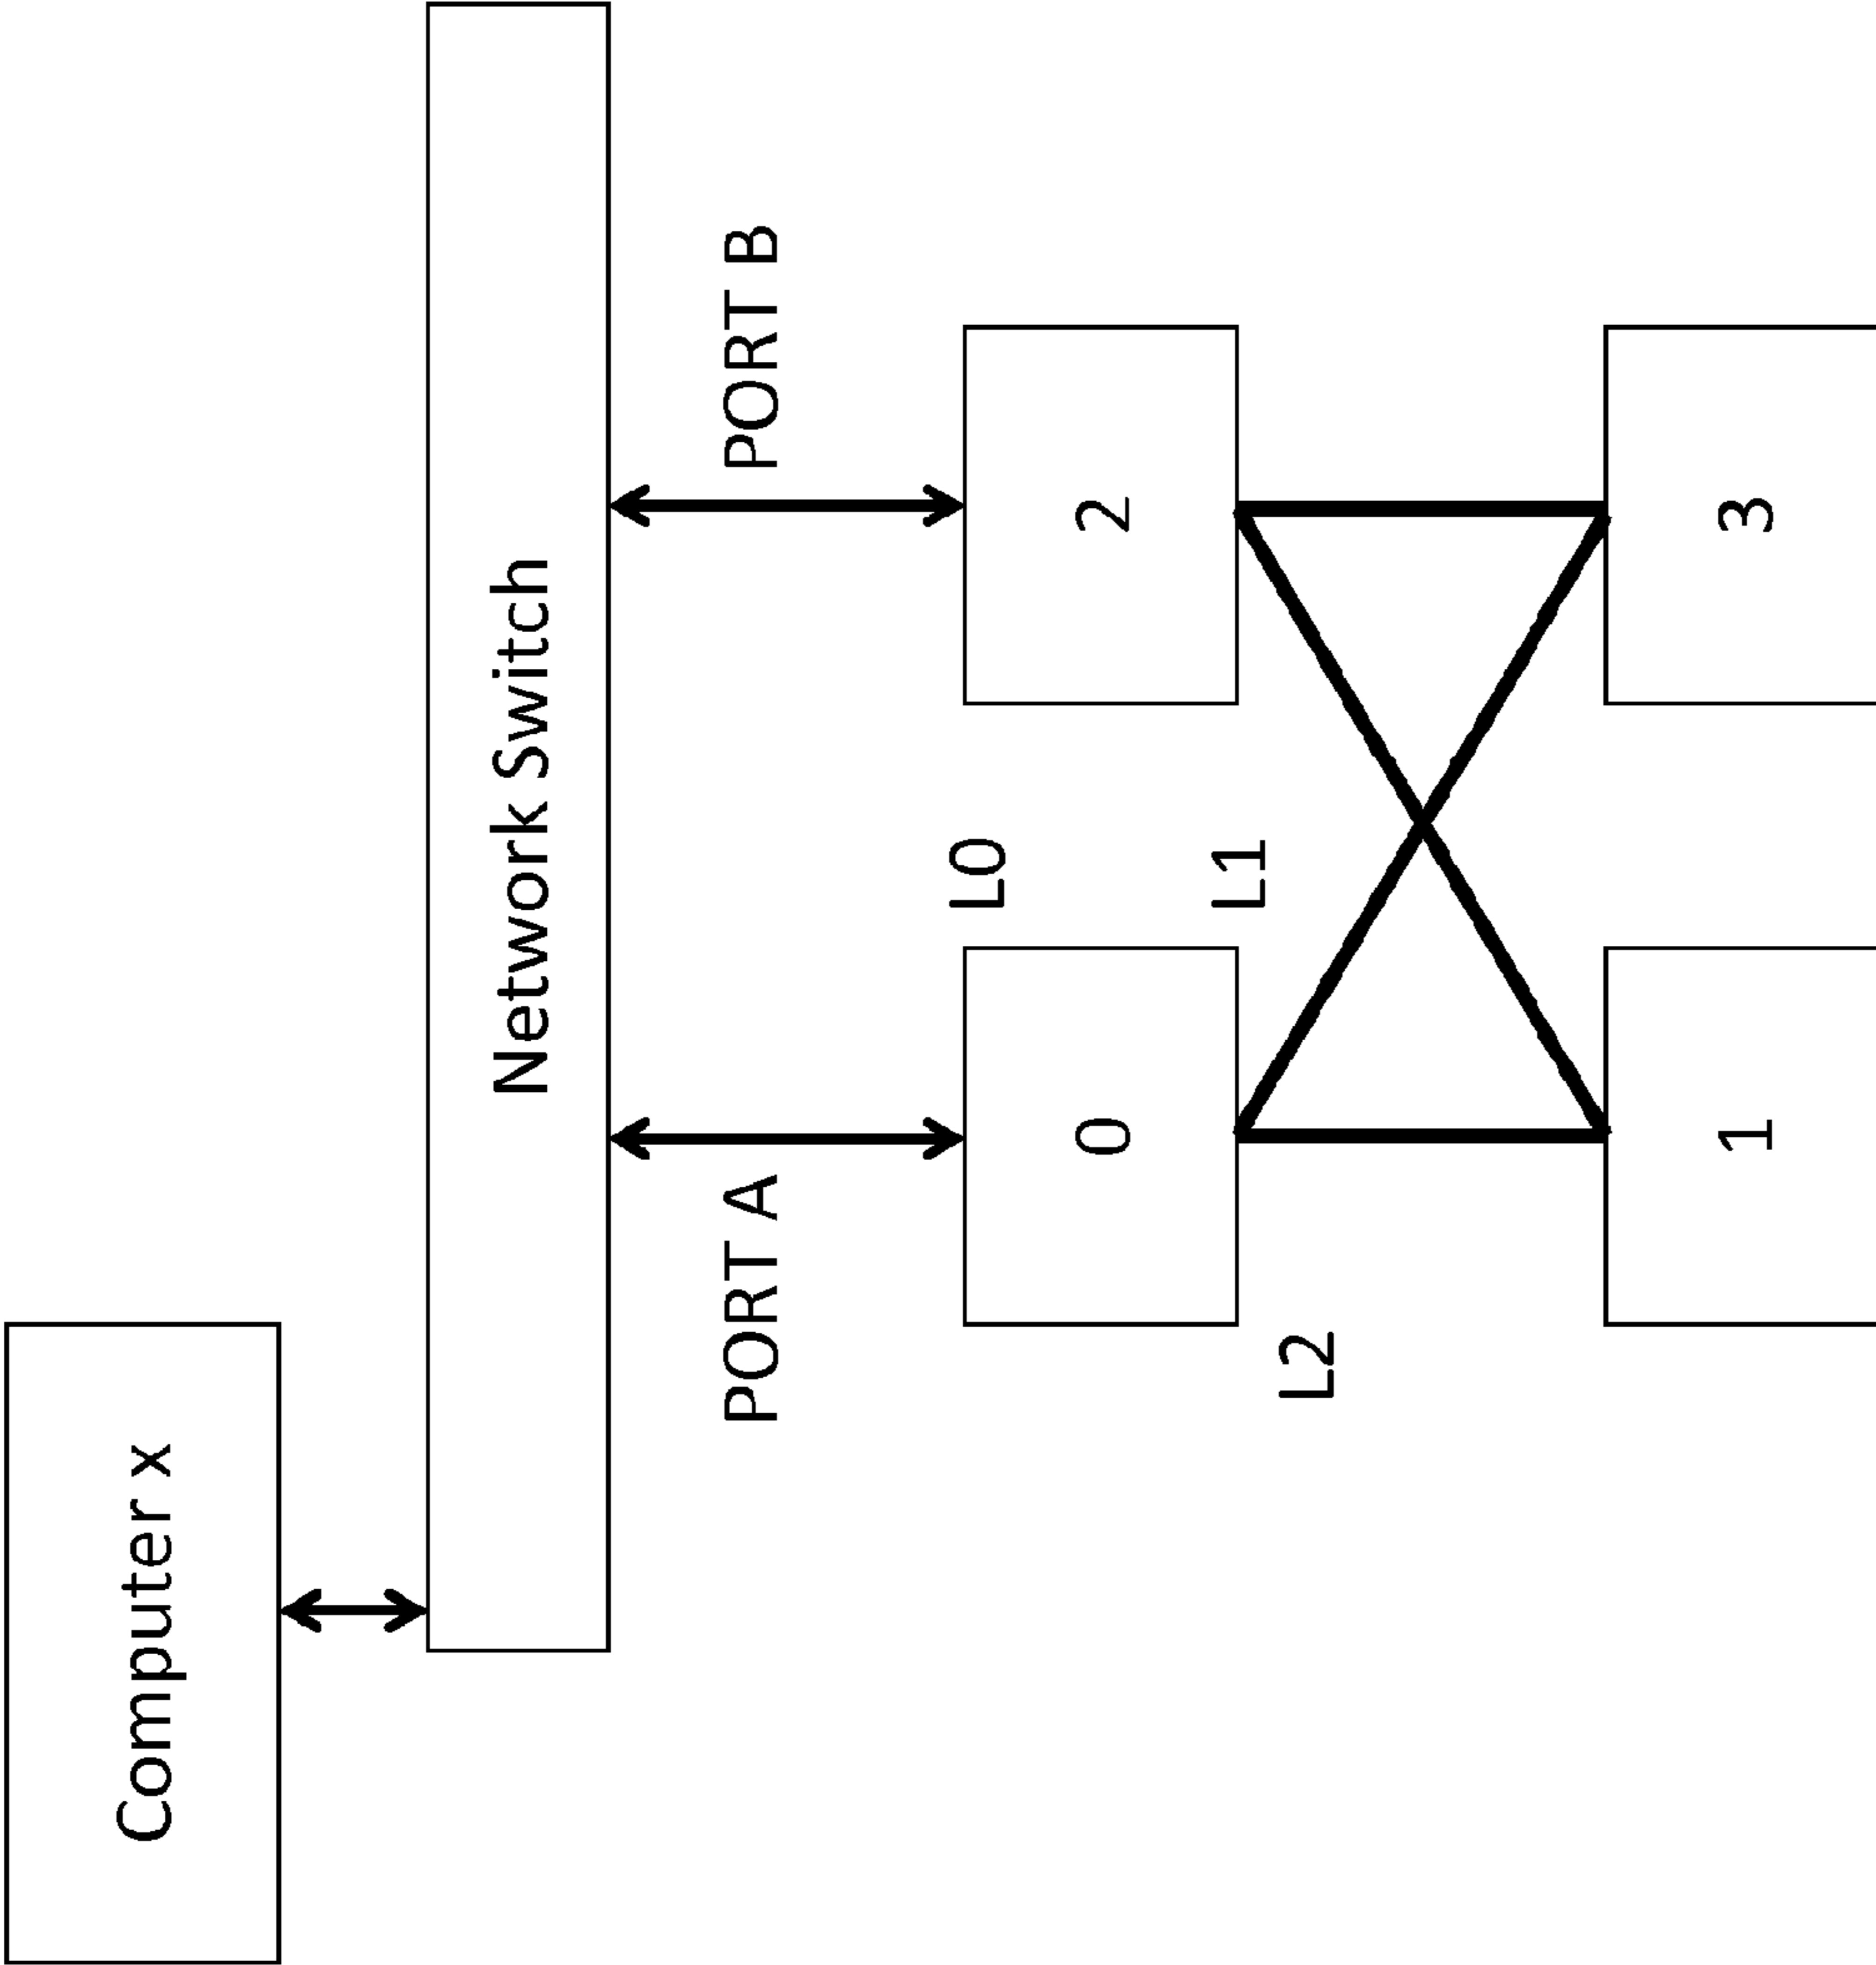 Computer x
Network Switch
PORT A
PORT B
L0
0
2
L1
L2
1
3